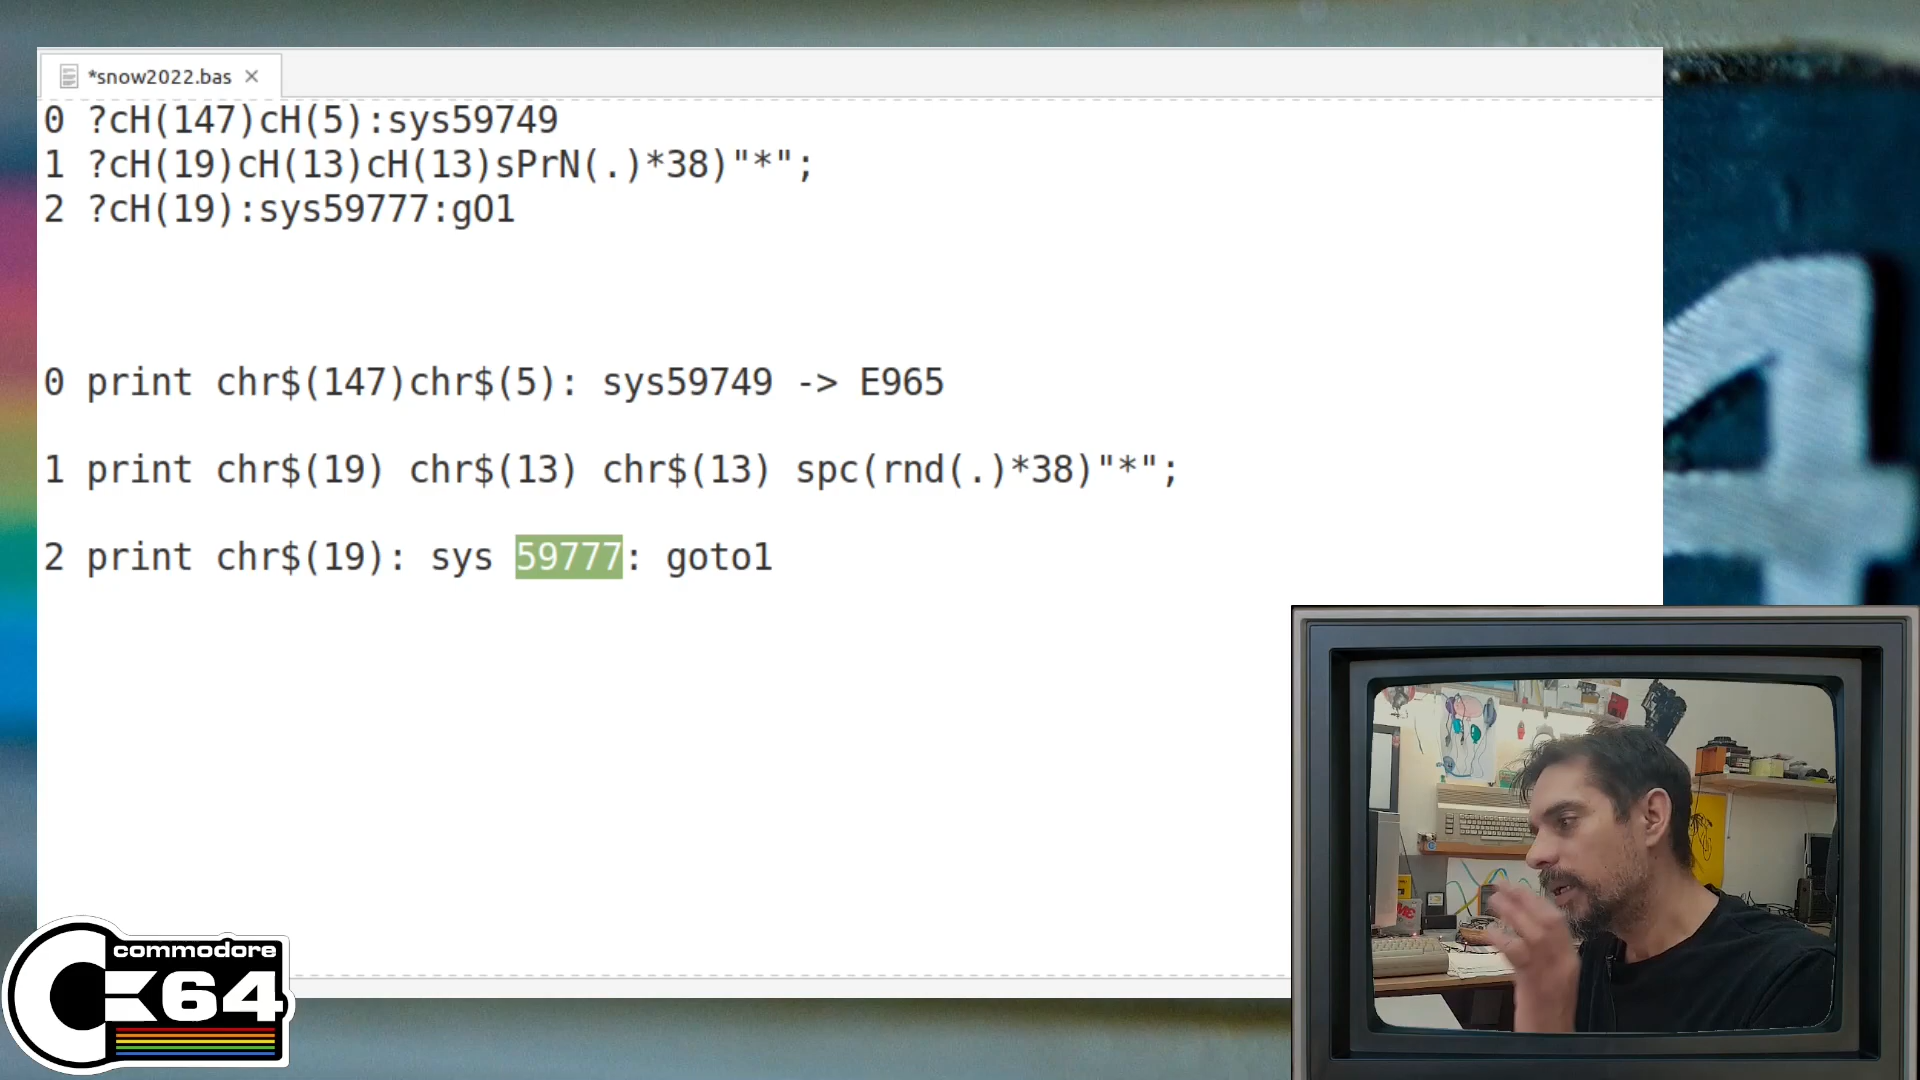 *snow2022.bas
0 ?cH(147)cH(5):sys59749
1 ?cH(19)cH(13)cH(13)sPrN(.)*38)"*";
2 ?cH(19):sys59777:gO1
0 print chr$(147)chr$(5): sys59749 -> E965
1 print chr$(19) chr$(13) chr$(13) spc(rnd(.)*38)"*";
2 print chr$(19): sys 59777: goto1
commodore
64
4